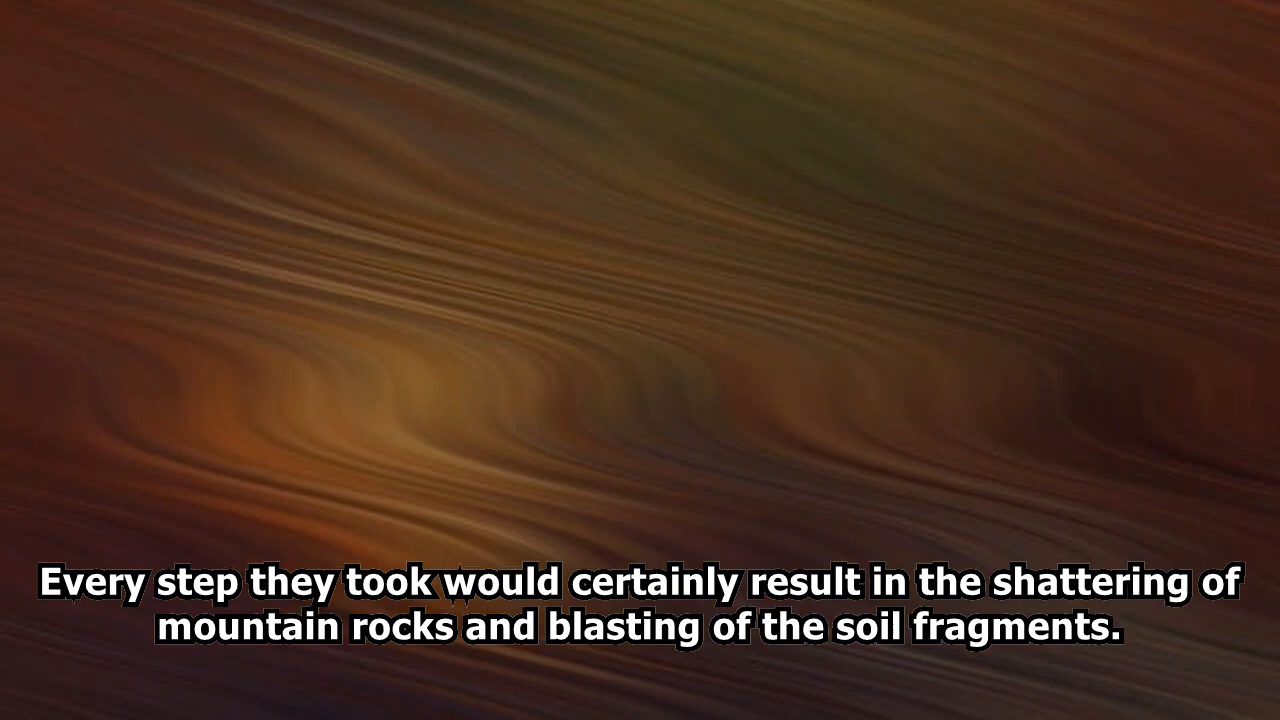 Every step they took would certainly result in the shattering of
mountain rocks and blasting of the soil fragments.